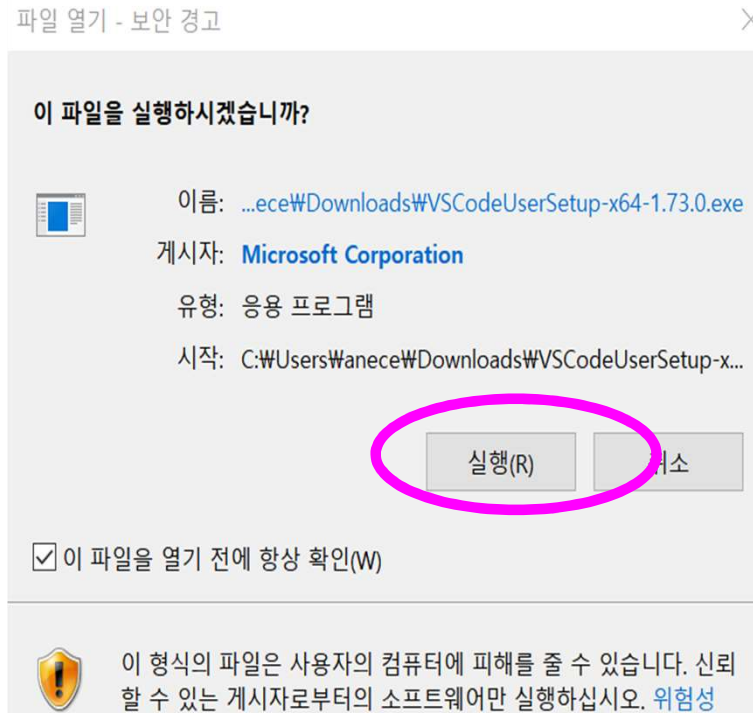 파일 열기 - 보안 경고
이 파일을 실행하시겠습니까?
이름: ...ece₩Downloads₩VSCodeUserSetup-x64-1.73.0.exe
게시자: Microsoft Corporation
유형: 응용 프로그램
시작: C:₩Users₩anece₩Downloads₩VSCodeUserSetup-x...
실행(R) 취소
이 파일을 열기 전에 항상 확인(W)
이 형식의 파일은 사용자의 컴퓨터에 피해를 줄 수 있습니다. 신뢰
할 수 있는 게시자로부터의 소프트웨어만 실행하십시오. 위험성